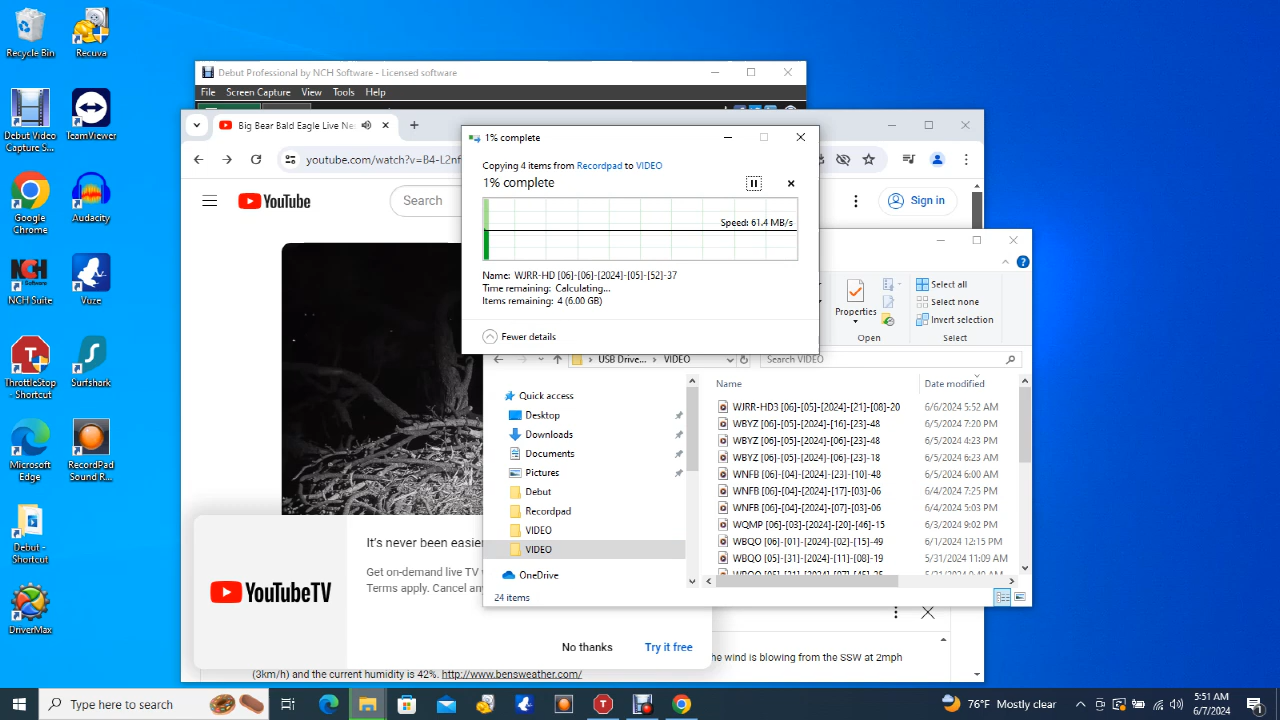 Recycle Bin
Recuva
Debut Video Capture S...
TeamViewer
Google Chrome
Audacity
NCH Suite
Vuze
ThrottleStop - Shortcut
Surfshark
Microsoft Edge
RecordPad Sound R...
Debut - Shortcut
DriverMax
Debut Professional by NCH Software - Licensed software
File Screen Capture View Tools Help
Big Bear Bald Eagle Live Ne
youtube.com/watch?v=B4-L2nf
YouTube
Search
Sign in
1% complete
Copying 4 items from Recordpad to VIDEO
1% complete
Speed: 61.4 MB/s
Name: WJRR-HD [06]-[06]-[2024]-[05]-[52]-37
Time remaining: Calculating...
Items remaining: 4 (6.00 GB)
Fewer details
Properties
Open
Select all
Select none
Invert selection
Select
USB Drive... VIDEO
Search VIDEO
Quick access
Desktop
Downloads
Documents
Pictures
Debut
Recordpad
VIDEO
VIDEO
OneDrive
Name Date modified
WJRR-HD3 [06]-[05]-[2024]-[21]-[08]-20 6/6/2024 5:52 AM
WBYZ [06]-[05]-[2024]-[16]-[23]-48 6/5/2024 7:20 PM
WBYZ [06]-[05]-[2024]-[16]-[23]-48 6/5/2024 4:23 PM
WBYZ [06]-[05]-[2024]-[06]-[23]-18 6/5/2024 6:23 AM
WNFB [06]-[04]-[2024]-[23]-[10]-48 6/5/2024 6:00 AM
WNFB [06]-[04]-[2024]-[17]-[03]-06 6/4/2024 7:25 PM
WNFB [06]-[04]-[2024]-[07]-[03]-06 6/4/2024 5:03 PM
WQMP [06]-[03]-[2024]-[20]-[46]-15 6/3/2024 9:02 PM
WBQO [06]-[01]-[2024]-[02]-[15]-49 6/1/2024 12:15 PM
WBQO [05]-[31]-[2024]-[11]-[08]-19 5/31/2024 11:09 AM
24 items
It's never been easier
Get on-demand live TV
Terms apply. Cancel any
YouTubeTV
No thanks
Try it free
he wind is blowing from the SSW at 2mph
(3km/h) and the current humidity is 42%. http://www.bensweather.com/
Type here to search
76°F Mostly clear
5:51 AM
6/7/2024
1